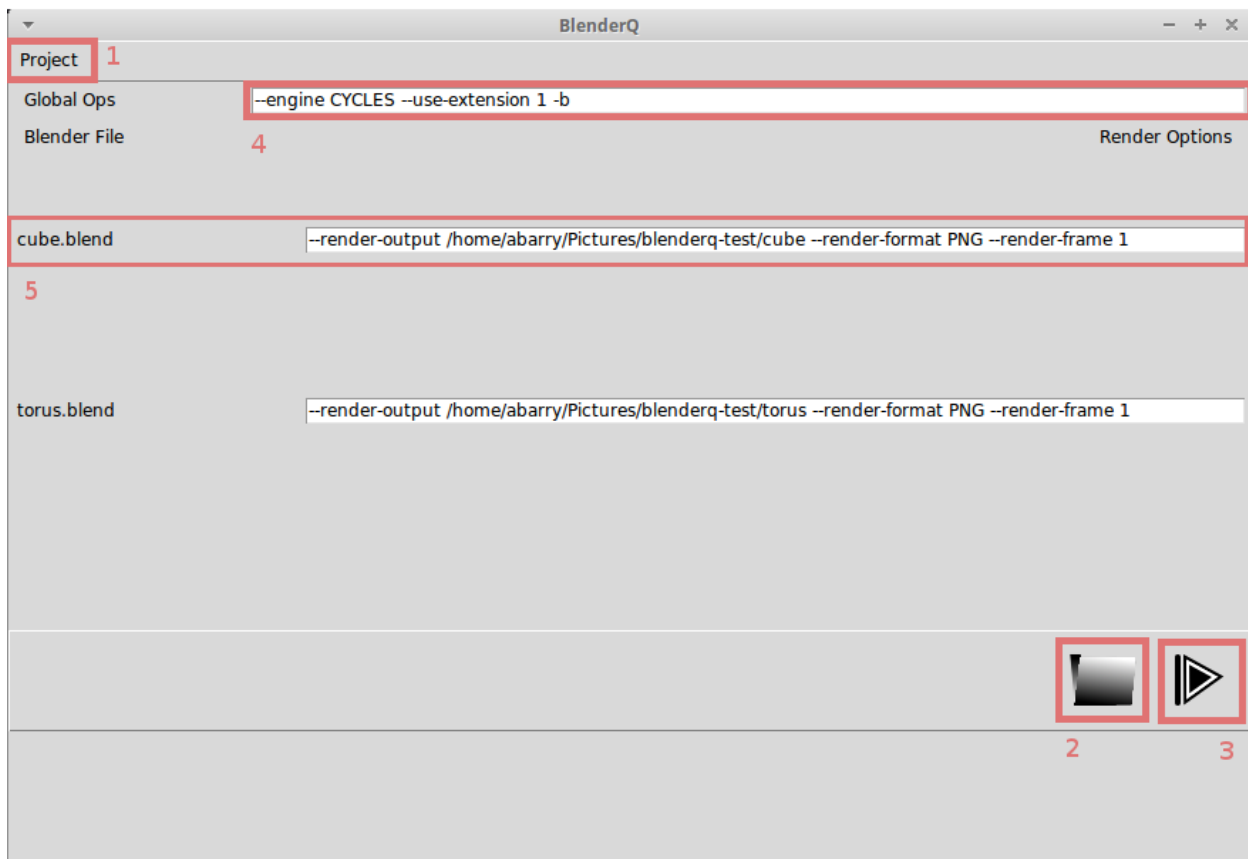 BlenderQ
Project 1
Global Ops --engine CYCLES --use-extension 1 -b
Blender File 4 Render Options
cube.blend --render-output /home/abarry/Pictures/blenderq-test/cube --render-format PNG --render-frame 1
5
torus.blend --render-output /home/abarry/Pictures/blenderq-test/torus --render-format PNG --render-frame 1
2 3